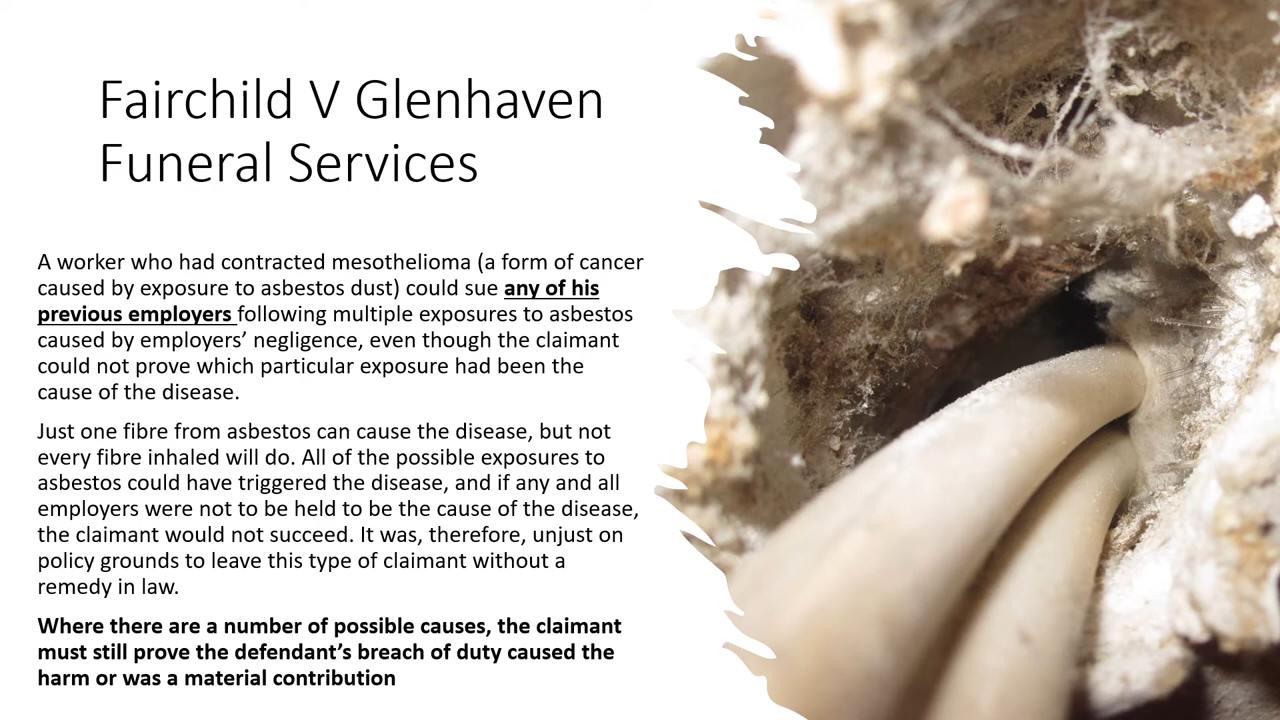 Fairchild V Glenhaven
Funeral Services
A worker who had contracted mesothelioma (a form of cancer
caused by exposure to asbestos dust) could sue any of his
previous employers following multiple exposures to asbestos
caused by employers’ negligence, even though the claimant
could not prove which particular exposure had been the
cause of the disease.
Just one fibre from asbestos can cause the disease, but not
every fibre inhaled will do. All of the possible exposures to
asbestos could have triggered the disease, and if any and all
employers were not to be held to be the cause of the disease,
the claimant would not succeed. It was, therefore, unjust on
policy grounds to leave this type of claimant without a
remedy in law.
Where there are a number of possible causes, the claimant
must still prove the defendant’s breach of duty caused the
harm or was a material contribution